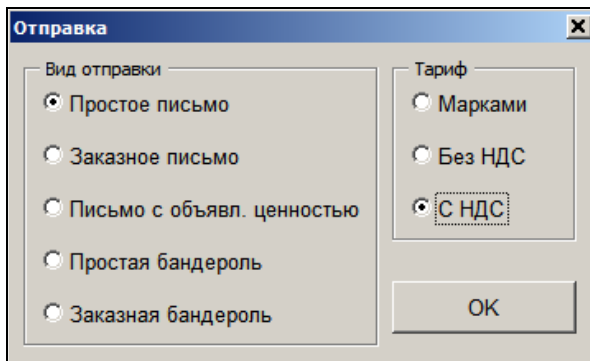 Отправка
Вид отправки
Простое письмо
Заказное письмо
Письмо с объявл. ценностью
Простая бандероль
Заказная бандероль
Тариф
Марками
Без НДС
С НДС
OK